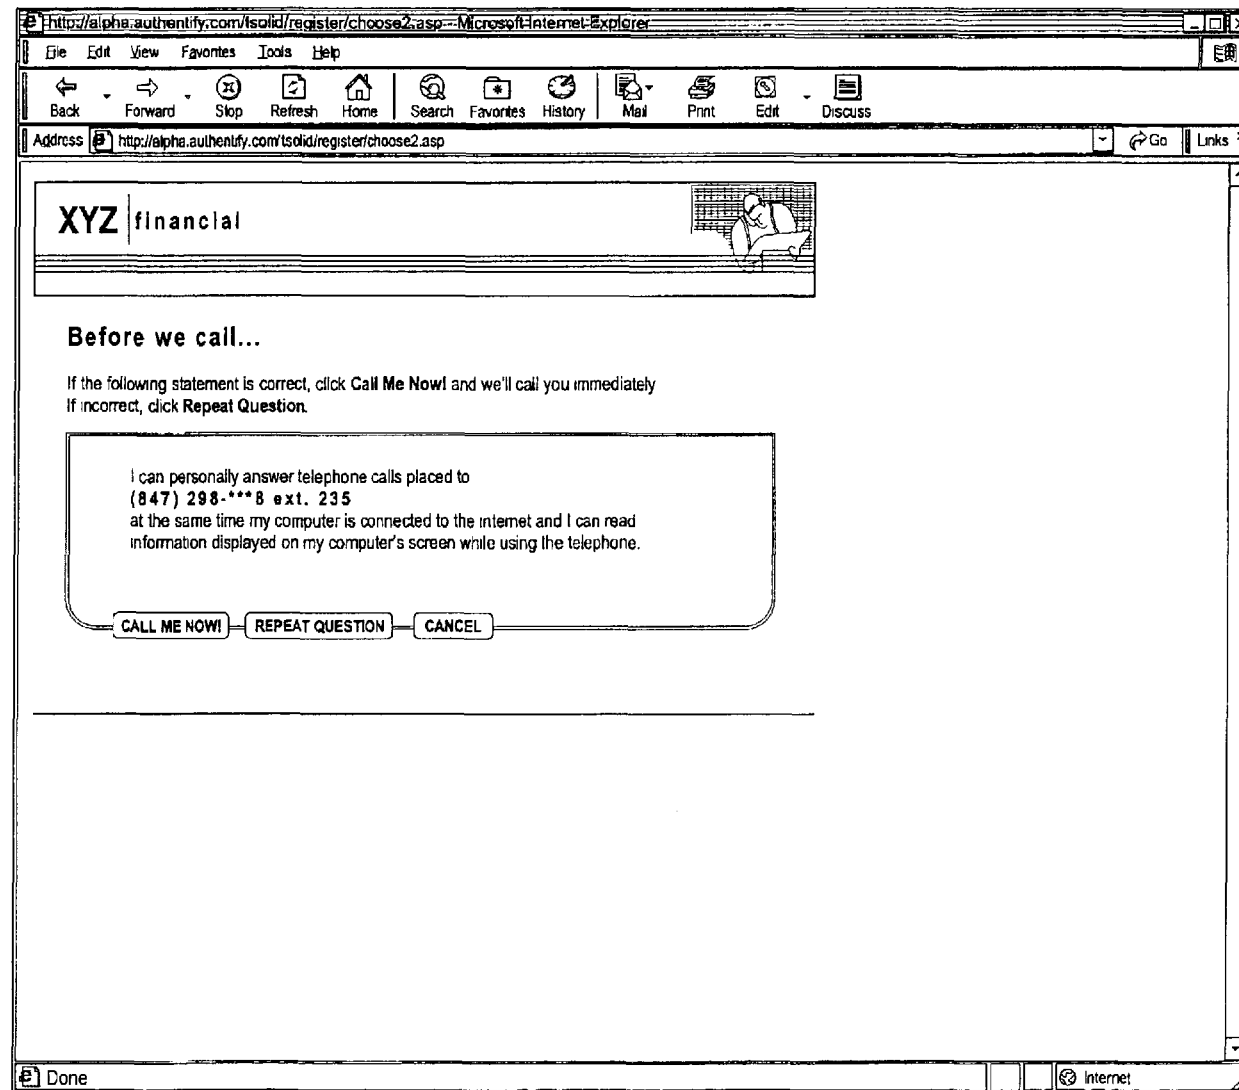 http://alpha.authentify.com/tsolid/register/choose2.asp--Microsoft Internet Explorer
File Edit View Favorites Tools Help
Back Forward Stop Refresh Home Search Favorites History Mail Print Edit Discuss
Address http://alpha.authentify.com/tsolid/register/choose2.asp Go Links
XYZ financial
Before we call...
If the following statement is correct, click Call Me Now! and we'll call you immediately
If incorrect, click Repeat Question.
I can personally answer telephone calls placed to
(847) 298-***8 ext. 235
at the same time my computer is connected to the internet and I can read
information displayed on my computer's screen while using the telephone.
CALL ME NOW! REPEAT QUESTION CANCEL
Done Internet